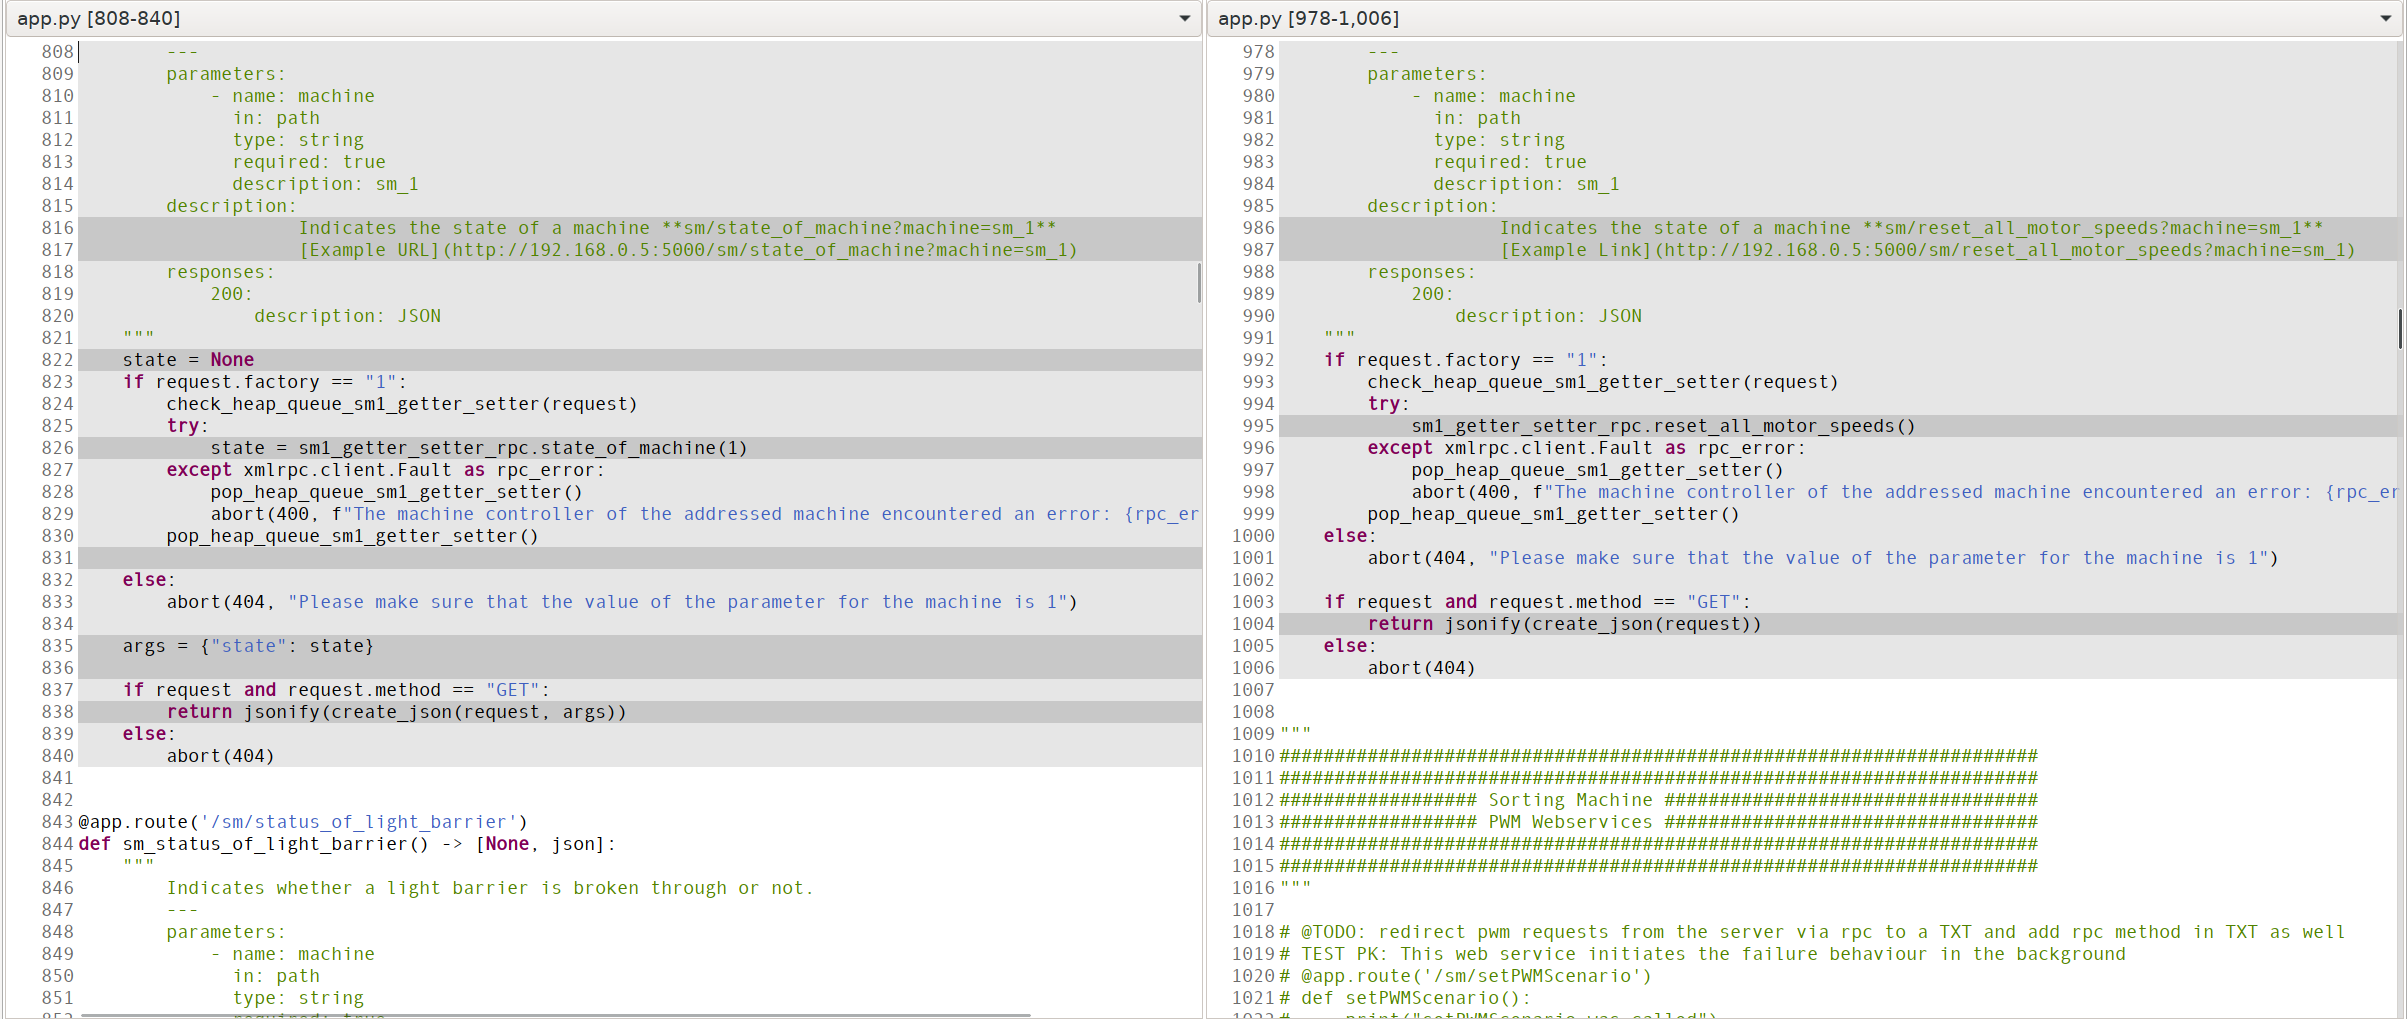 app.py [808-840]
808         ---
809         parameters:
810             - name: machine
811               in: path
812               type: string
813               required: true
814               description: sm_1
815         description:
816                     Indicates the state of a machine **sm/state_of_machine?machine=sm_1**
817                     [Example URL](http://192.168.0.5:5000/sm/state_of_machine?machine=sm_1)
818         responses:
819             200:
820                 description: JSON
821     """
822     state = None
823     if request.factory == "1":
824         check_heap_queue_sm1_getter_setter(request)
825         try:
826             state = sm1_getter_setter_rpc.state_of_machine(1)
827         except xmlrpc.client.Fault as rpc_error:
828             pop_heap_queue_sm1_getter_setter()
829             abort(400, f"The machine controller of the addressed machine encountered an error: {rpc_er
830         pop_heap_queue_sm1_getter_setter()
831
832     else:
833         abort(404, "Please make sure that the value of the parameter for the machine is 1")
834
835     args = {"state": state}
836
837     if request and request.method == "GET":
838         return jsonify(create_json(request, args))
839     else:
840         abort(404)
841
842
843 @app.route('/sm/status_of_light_barrier')
844 def sm_status_of_light_barrier() -> [None, json]:
845     """
846         Indicates whether a light barrier is broken through or not.
847         ---
848         parameters:
849             - name: machine
850               in: path
851               type: string
852               required: true
app.py [978-1,006]
978         ---
979         parameters:
980             - name: machine
981               in: path
982               type: string
983               required: true
984               description: sm_1
985         description:
986                     Indicates the state of a machine **sm/reset_all_motor_speeds?machine=sm_1**
987                     [Example Link](http://192.168.0.5:5000/sm/reset_all_motor_speeds?machine=sm_1)
988         responses:
989             200:
990                 description: JSON
991     """
992     if request.factory == "1":
993         check_heap_queue_sm1_getter_setter(request)
994         try:
995             sm1_getter_setter_rpc.reset_all_motor_speeds()
996         except xmlrpc.client.Fault as rpc_error:
997             pop_heap_queue_sm1_getter_setter()
998             abort(400, f"The machine controller of the addressed machine encountered an error: {rpc_er
999         pop_heap_queue_sm1_getter_setter()
1000     else:
1001         abort(404, "Please make sure that the value of the parameter for the machine is 1")
1002
1003     if request and request.method == "GET":
1004         return jsonify(create_json(request))
1005     else:
1006         abort(404)
1007
1008
1009 """
1010 #####################################################################
1011 #####################################################################
1012 ################## Sorting Machine ##################################
1013 ################## PWM Webservices ##################################
1014 #####################################################################
1015 #####################################################################
1016 """
1017
1018 # @TODO: redirect pwm requests from the server via rpc to a TXT and add rpc method in TXT as well
1019 # TEST PK: This web service initiates the failure behaviour in the background
1020 # @app.route('/sm/setPWMScenario')
1021 # def setPWMScenario():
1022 #     print("setPWMScenario was called")